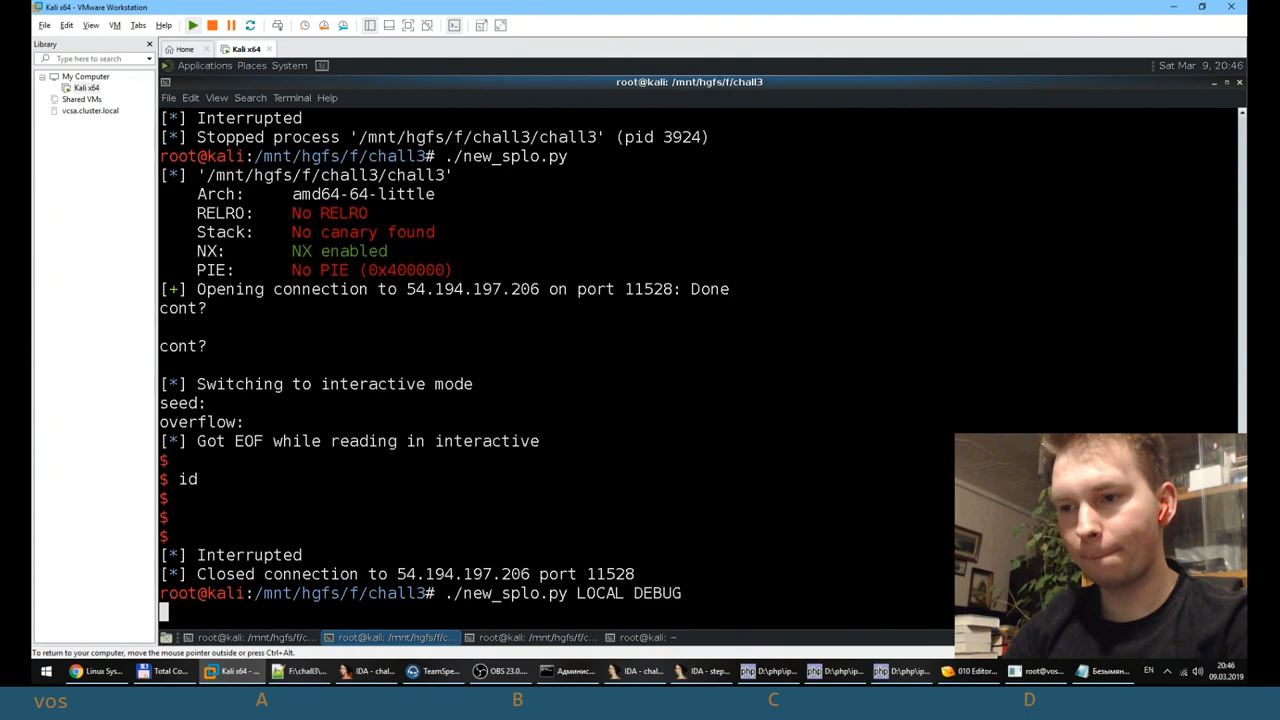 Kali x64 - VMware Workstation
File Edit View VM Tabs Help
Library
Type here to search
My Computer
Kali x64
Shared VMs
vcsa.cluster.local
Home
Kali x64
Applications Places System
Sat Mar 9, 20:46
root@kali: /mnt/hgfs/f/chall3
File Edit View Search Terminal Help
[*] Interrupted
[*] Stopped process '/mnt/hgfs/f/chall3/chall3' (pid 3924)
root@kali:/mnt/hgfs/f/chall3# ./new_splo.py
[*] '/mnt/hgfs/f/chall3/chall3'
Arch: amd64-64-little
RELRO: No RELRO
Stack: No canary found
NX: NX enabled
PIE: No PIE (0x400000)
[+] Opening connection to 54.194.197.206 on port 11528: Done
cont?
cont?
[*] Switching to interactive mode
seed:
overflow:
[*] Got EOF while reading in interactive
$
$ id
$
$
$
[*] Interrupted
[*] Closed connection to 54.194.197.206 port 11528
root@kali:/mnt/hgfs/f/chall3# ./new_splo.py LOCAL DEBUG
root@kali: /mnt/hgfs/f/c...
root@kali: /mnt/hgfs/f/c...
root@kali: /mnt/hgfs/f/c...
root@kali: ~
To return to your computer, move the mouse pointer outside or press Ctrl+Alt.
Linux Sys...
Total Co...
Kali x64 -...
F:\chall3\...
IDA - chal...
TeamSpe...
OBS 23.0....
Админис...
IDA - chal...
IDA - step...
D:\php\ip...
D:\php\ip...
D:\php\ip...
010 Editor...
root@vos...
Безымян...
EN
20:46
09.03.2019
vos
A
B
C
D